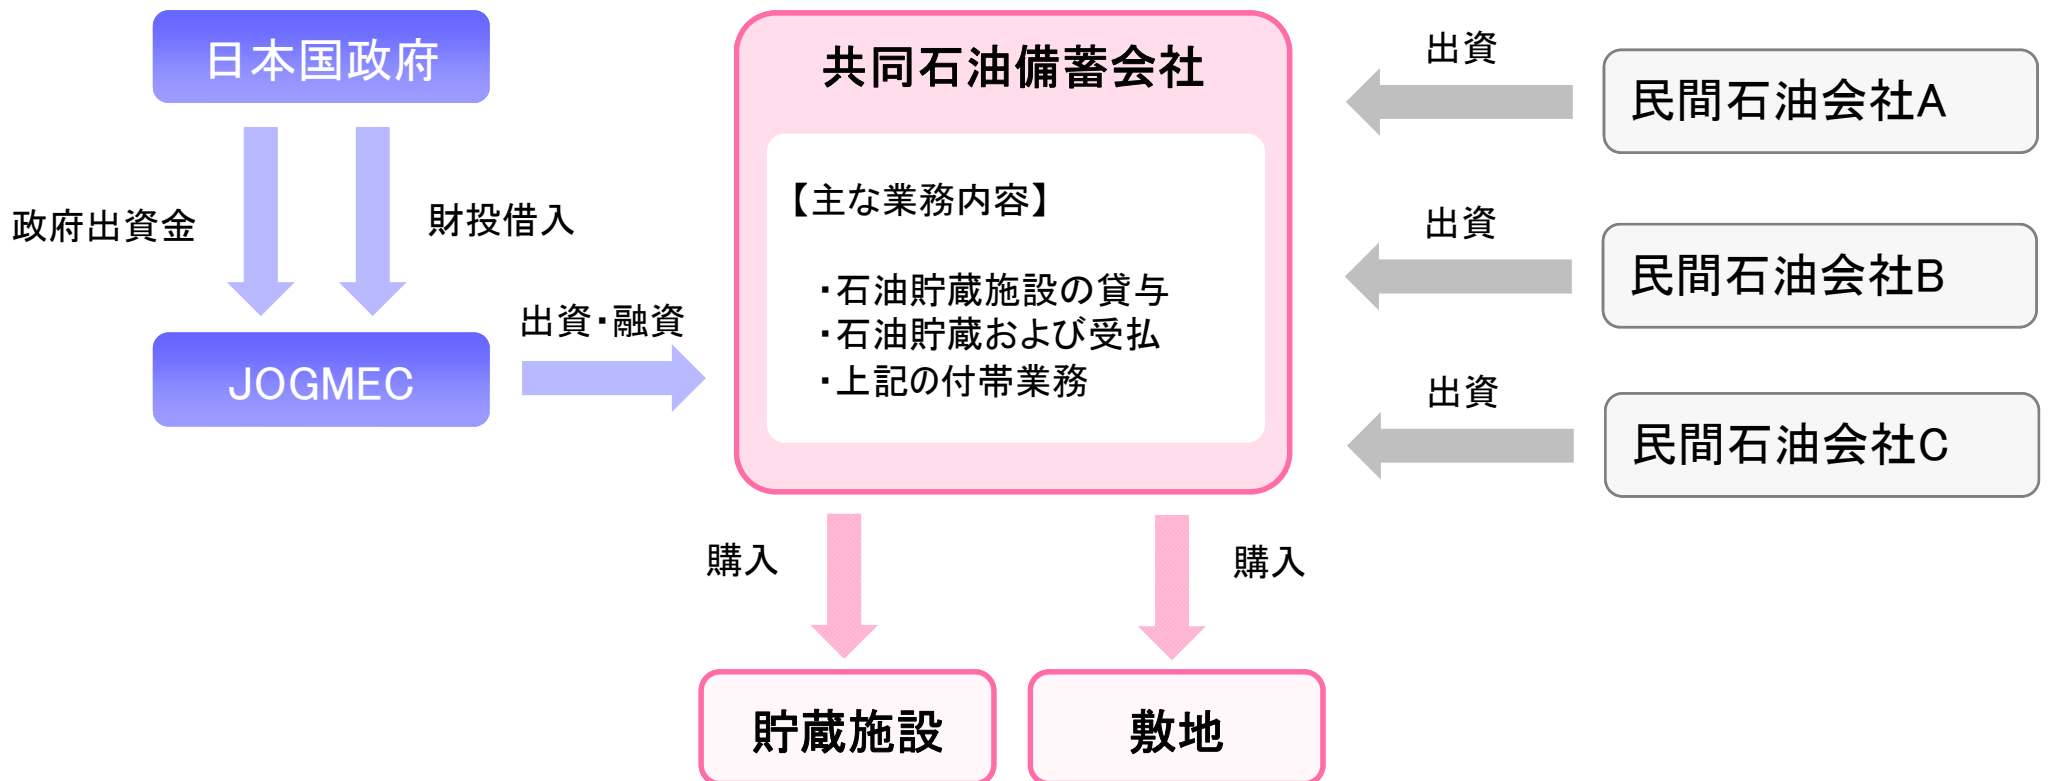 日本国政府
政府出資金
財投借入
JOGMEC
出資・融資
共同石油備蓄会社
【主な業務内容】
・石油貯蔵施設の貸与
・石油貯蔵および受払
・上記の付帯業務
出資
民間石油会社A
出資
民間石油会社B
出資
民間石油会社C
購入
購入
貯蔵施設
敷地